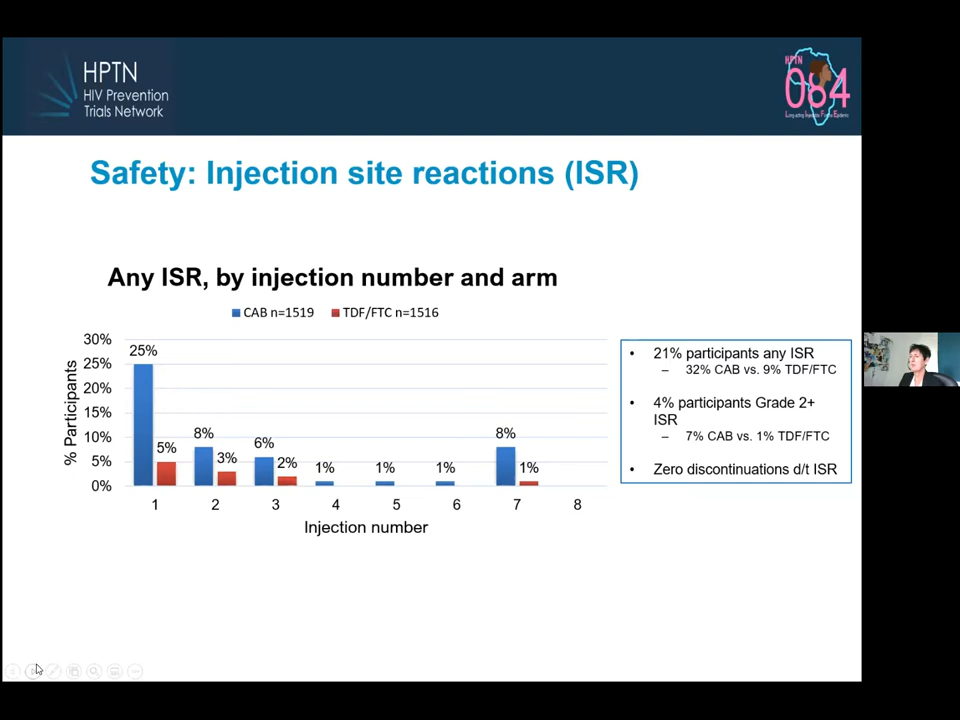 HPTN
HIV Prevention
Trials Network
HPTN
084
Safety: Injection site reactions (ISR)
Any ISR, by injection number and arm
CAB n=1519 TDF/FTC n=1516
% Participants
30%
25%
20%
15%
10%
5%
0%
25%
5%
8%
3%
6%
2%
1%
1%
1%
8%
1%
1 2 3 4 5 6 7 8
Injection number
• 21% participants any ISR
– 32% CAB vs. 9% TDF/FTC
• 4% participants Grade 2+
ISR
– 7% CAB vs. 1% TDF/FTC
• Zero discontinuations d/t ISR